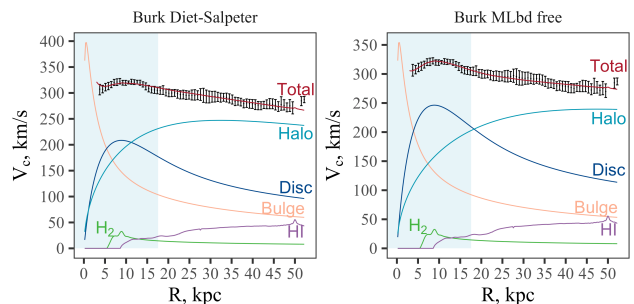 Burk Diet-Salpeter
400
350
300
250
200
150
100
50
0
V_c, km/s
Total
Halo
Disc
Bulge
H₂
HI
0 5 10 15 20 25 30 35 40 45 50
R, kpc
Burk MLbd free
350
300
250
200
150
100
50
0
V_c, km/s
Total
Halo
Disc
Bulge
H₂
HI
0 5 10 15 20 25 30 35 40 45 50
R, kpc